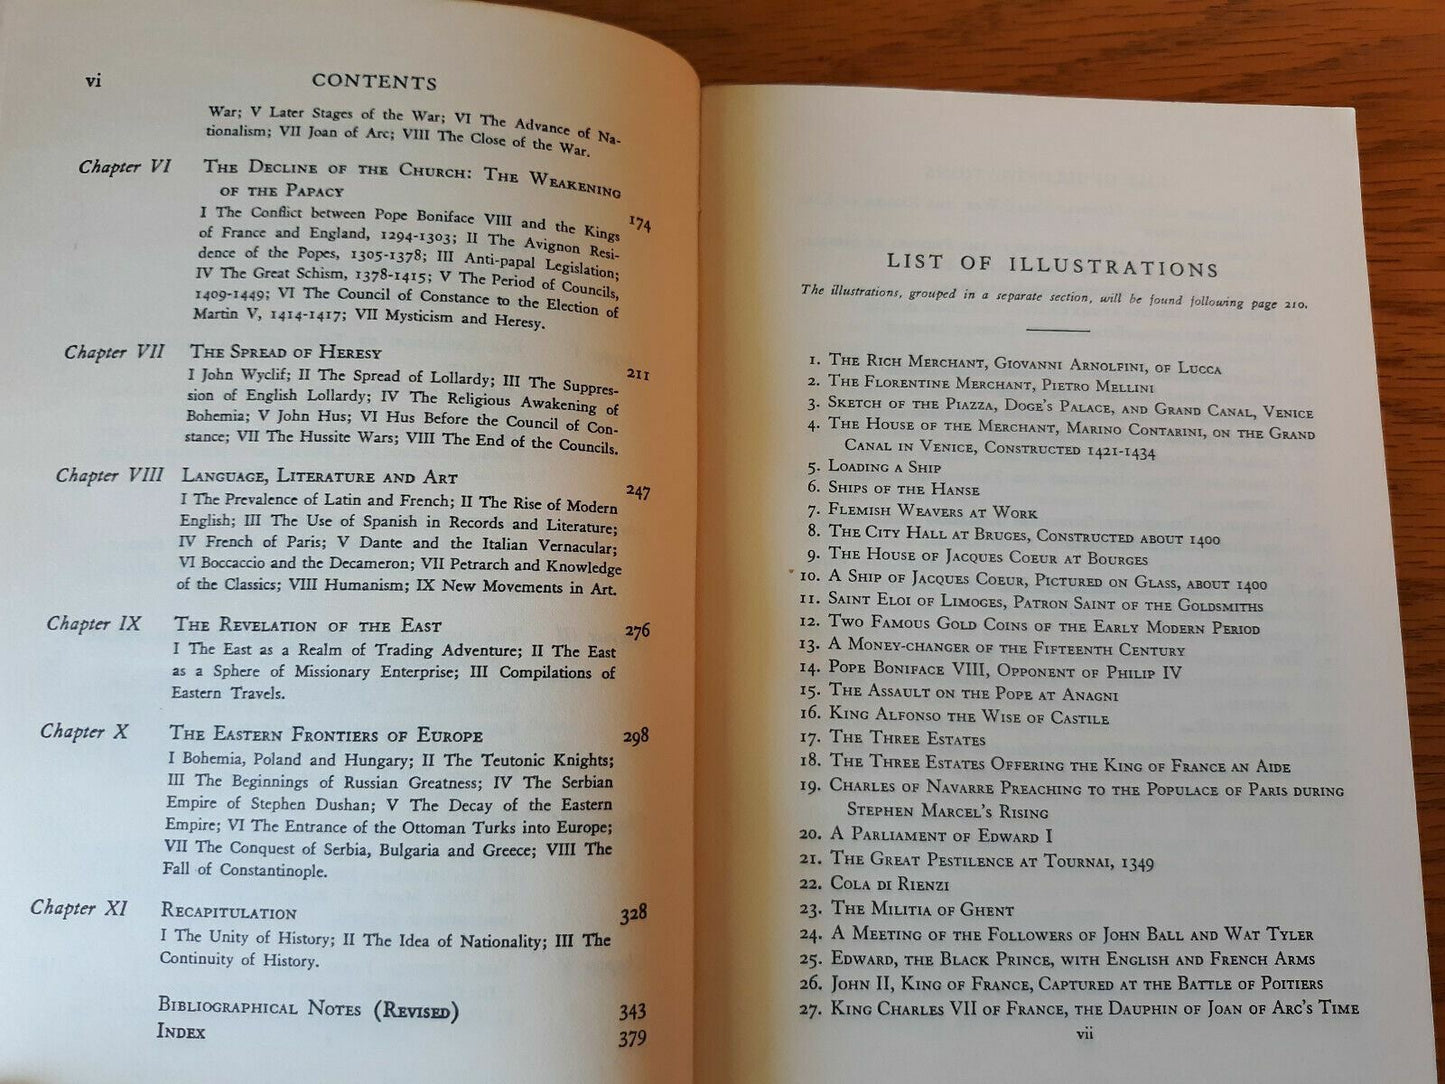 vi
CONTENTS
War; V Later Stages of the War; VI The Advance of Na-
tionalism; VII Joan of Arc; VIII The Close of the War.
Chapter VI THE DECLINE OF THE CHURCH: THE WEAKENING
OF THE PAPACY 174
I The Conflict between Pope Boniface VIII and the Kings
of France and England, 1294-1303; II The Avignon Resi-
dence of the Popes, 1305-1378; III Anti-papal Legislation;
IV The Great Schism, 1378-1415; V The Period of Councils,
1409-1449; VI The Council of Constance to the Election of
Martin V, 1414-1417; VII Mysticism and Heresy.
Chapter VII THE SPREAD OF HERESY 211
I John Wyclif; II The Spread of Lollardy; III The Suppres-
sion of English Lollardy; IV The Religious Awakening of
Bohemia; V John Hus; VI Hus Before the Council of Con-
stance; VII The Hussite Wars; VIII The End of the Councils.
Chapter VIII LANGUAGE, LITERATURE AND ART 247
I The Prevalence of Latin and French; II The Rise of Modern
English; III The Use of Spanish in Records and Literature;
IV French of Paris; V Dante and the Italian Vernacular;
VI Boccaccio and the Decameron; VII Petrarch and Knowledge
of the Classics; VIII Humanism; IX New Movements in Art.
Chapter IX THE REVELATION OF THE EAST 276
I The East as a Realm of Trading Adventure; II The East
as a Sphere of Missionary Enterprise; III Compilations of
Eastern Travels.
Chapter X THE EASTERN FRONTIERS OF EUROPE 298
I Bohemia, Poland and Hungary; II The Teutonic Knights;
III The Beginnings of Russian Greatness; IV The Serbian
Empire of Stephen Dushan; V The Decay of the Eastern
Empire; VI The Entrance of the Ottoman Turks into Europe;
VII The Conquest of Serbia, Bulgaria and Greece; VIII The
Fall of Constantinople.
Chapter XI RECAPITULATION 328
I The Unity of History; II The Idea of Nationality; III The
Continuity of History.
BIBLIOGRAPHICAL NOTES (REVISED) 343
INDEX 379
LIST OF ILLUSTRATIONS
The illustrations, grouped in a separate section, will be found following page 210.
1. THE RICH MERCHANT, GIOVANNI ARNOLFINI, OF LUCCA
2. THE FLORENTINE MERCHANT, PIETRO MELLINI
3. SKETCH OF THE PIAZZA, DOGE'S PALACE, AND GRAND CANAL, VENICE
4. THE HOUSE OF THE MERCHANT, MARINO CONTARINI, ON THE GRAND
CANAL IN VENICE, CONSTRUCTED 1421-1434
5. LOADING A SHIP
6. SHIPS OF THE HANSE
7. FLEMISH WEAVERS AT WORK
8. THE CITY HALL AT BRUGES, CONSTRUCTED ABOUT 1400
9. THE HOUSE OF JACQUES COEUR AT BOURGES
10. A SHIP OF JACQUES COEUR, PICTURED ON GLASS, ABOUT 1400
11. SAINT ELOI OF LIMOGES, PATRON SAINT OF THE GOLDSMITHS
12. TWO FAMOUS GOLD COINS OF THE EARLY MODERN PERIOD
13. A MONEY-CHANGER OF THE FIFTEENTH CENTURY
14. POPE BONIFACE VIII, OPPONENT OF PHILIP IV
15. THE ASSAULT ON THE POPE AT ANAGNI
16. KING ALFONSO THE WISE OF CASTILE
17. THE THREE ESTATES
18. THE THREE ESTATES OFFERING THE KING OF FRANCE AN AIDE
19. CHARLES OF NAVARRE PREACHING TO THE POPULACE OF PARIS DURING
STEPHEN MARCEL'S RISING
20. A PARLIAMENT OF EDWARD I
21. THE GREAT PESTILENCE AT TOURNAI, 1349
22. COLA DI RIENZI
23. THE MILITIA OF GHENT
24. A MEETING OF THE FOLLOWERS OF JOHN BALL AND WAT TYLER
25. EDWARD, THE BLACK PRINCE, WITH ENGLISH AND FRENCH ARMS
26. JOHN II, KING OF FRANCE, CAPTURED AT THE BATTLE OF POITIERS
27. KING CHARLES VII OF FRANCE, THE DAUPHIN OF JOAN OF ARC'S TIME
vii